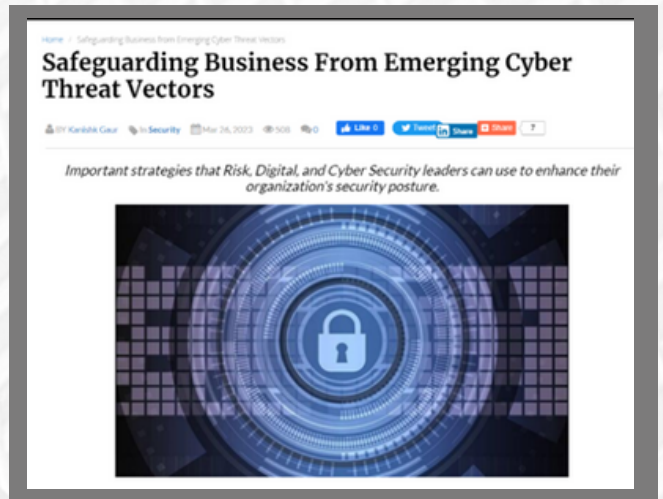 Home / Safeguarding Business from Emerging Cyber Threat Vectors
Safeguarding Business From Emerging Cyber
Threat Vectors
BY Kanishk Gaur In Security Mar 26, 2023 508 0 Like 0 Tweet in Share Share 7
Important strategies that Risk, Digital, and Cyber Security leaders can use to enhance their
organization's security posture.